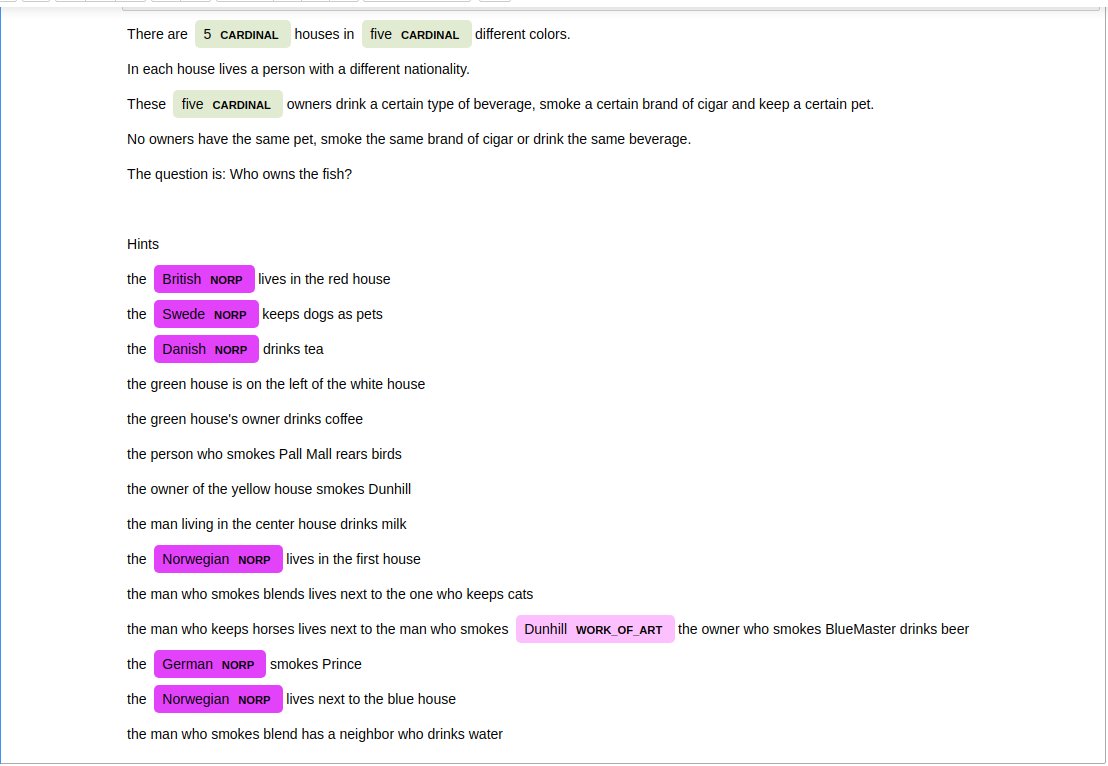 There are 5 CARDINAL houses in five CARDINAL different colors.
In each house lives a person with a different nationality.
These five CARDINAL owners drink a certain type of beverage, smoke a certain brand of cigar and keep a certain pet.
No owners have the same pet, smoke the same brand of cigar or drink the same beverage.
The question is: Who owns the fish?
Hints
the British NORP lives in the red house
the Swede NORP keeps dogs as pets
the Danish NORP drinks tea
the green house is on the left of the white house
the green house's owner drinks coffee
the person who smokes Pall Mall rears birds
the owner of the yellow house smokes Dunhill
the man living in the center house drinks milk
the Norwegian NORP lives in the first house
the man who smokes blends lives next to the one who keeps cats
the man who keeps horses lives next to the man who smokes Dunhill WORK_OF_ART the owner who smokes BlueMaster drinks beer
the German NORP smokes Prince
the Norwegian NORP lives next to the blue house
the man who smokes blend has a neighbor who drinks water